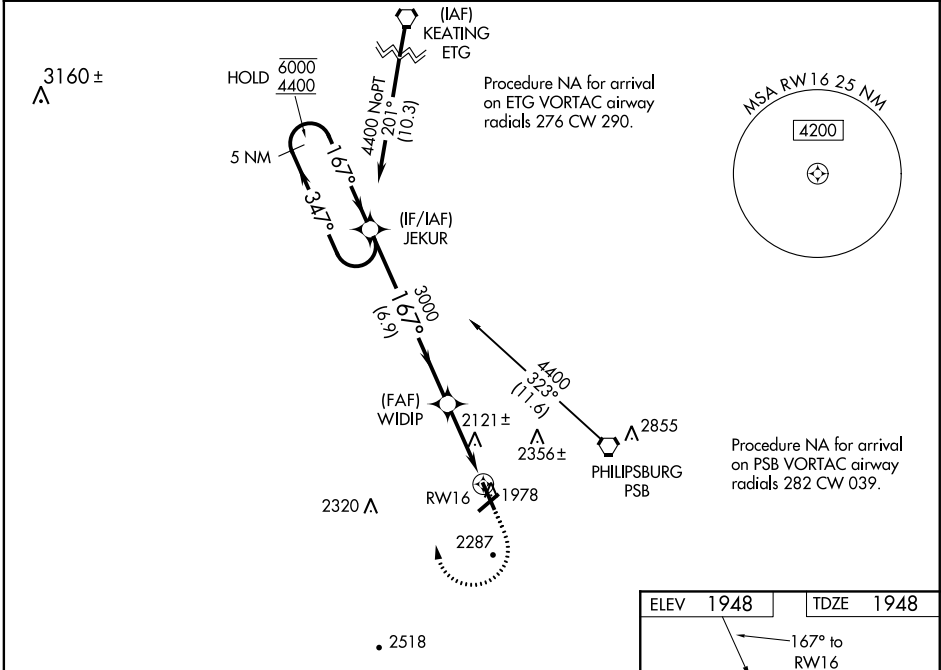 (IAF)
KEATING
ETG
3160 ±
HOLD 6000
4400
4400 NoPT
201°
(10.3)
Procedure NA for arrival
on ETG VORTAC airway
radials 276 CW 290.
MSA RW16 25 NM
4200
5 NM
167°
347°
(IF/IAF)
JEKUR
3000
167°
(6.9)
4400
323°
(11.6)
(FAF)
WIDIP
2121 ±
2356 ±
2855
PHILIPSBURG
PSB
Procedure NA for arrival
on PSB VORTAC airway
radials 282 CW 039.
RW16
1978
2320
2287
2518
ELEV 1948
TDZE 1948
167° to
RW16